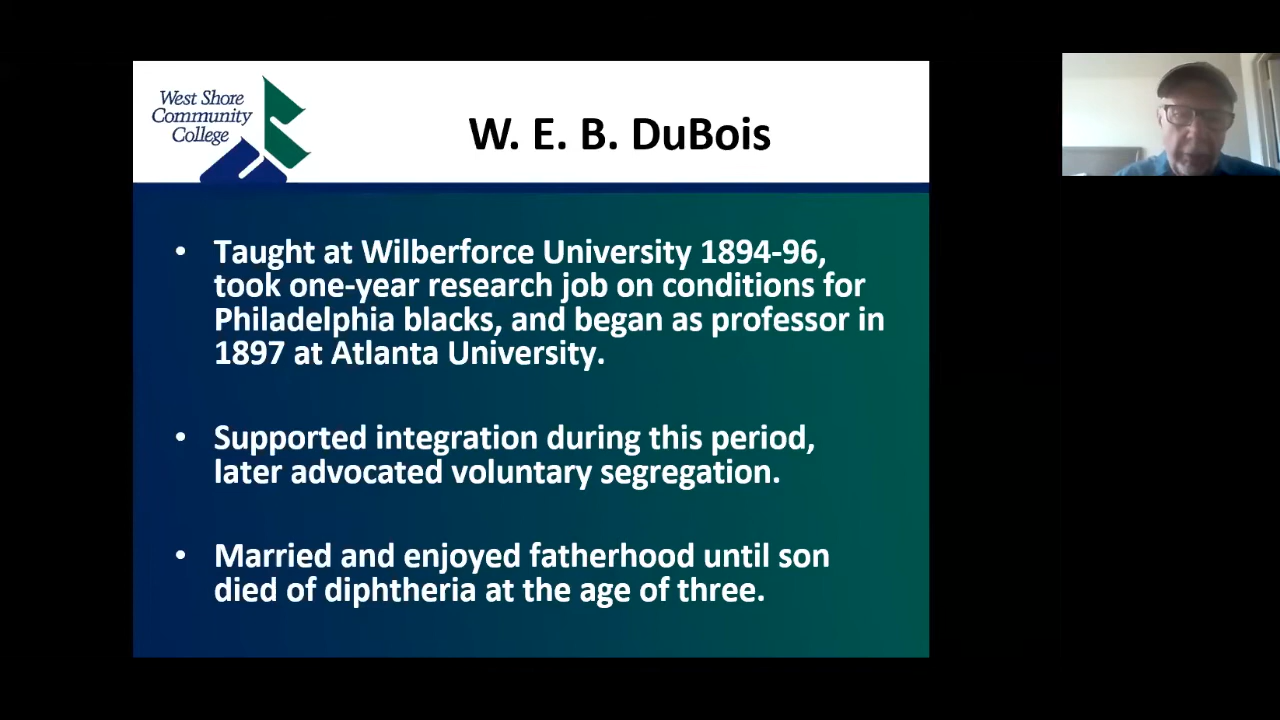 West Shore
Community
College
W. E. B. DuBois
• Taught at Wilberforce University 1894-96,
took one-year research job on conditions for
Philadelphia blacks, and began as professor in
1897 at Atlanta University.
• Supported integration during this period,
later advocated voluntary segregation.
• Married and enjoyed fatherhood until son
died of diphtheria at the age of three.